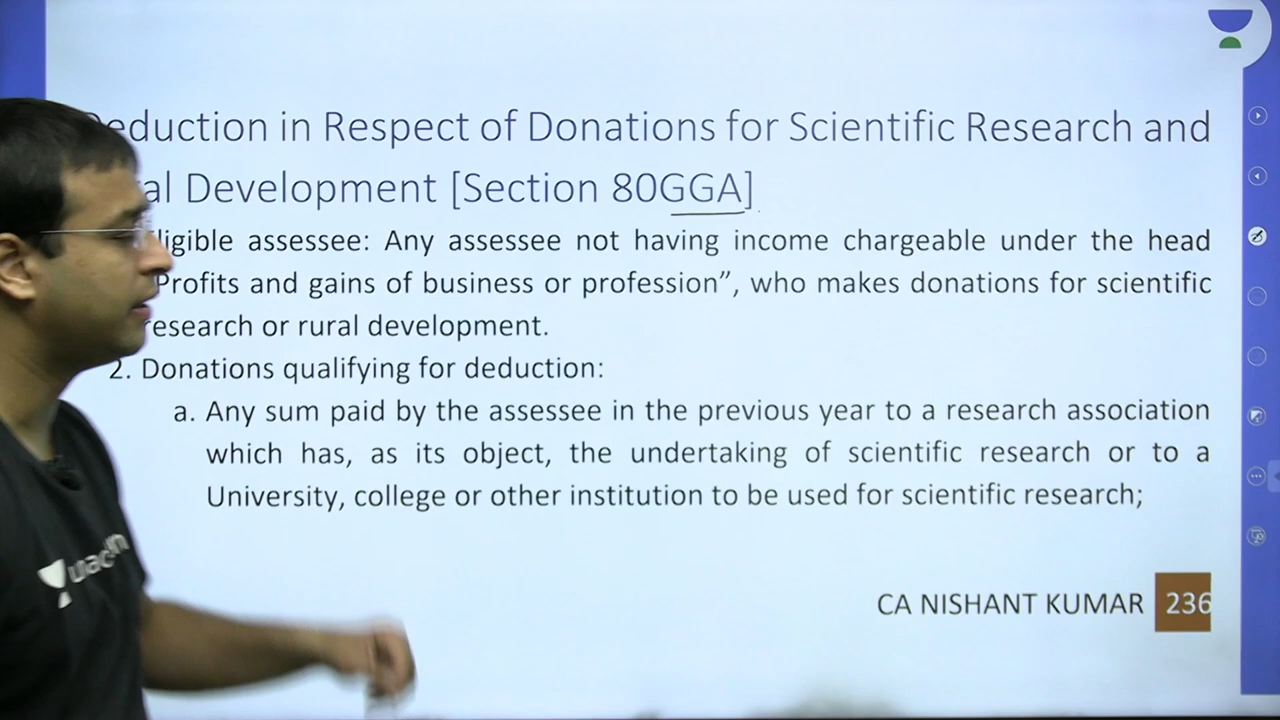 Deduction in Respect of Donations for Scientific Research and
al Development [Section 80GGA]
ligible assessee: Any assessee not having income chargeable under the head
Profits and gains of business or profession”, who makes donations for scientific
research or rural development.
2. Donations qualifying for deduction:
a. Any sum paid by the assessee in the previous year to a research association
which has, as its object, the undertaking of scientific research or to a
University, college or other institution to be used for scientific research;
CA NISHANT KUMAR 236